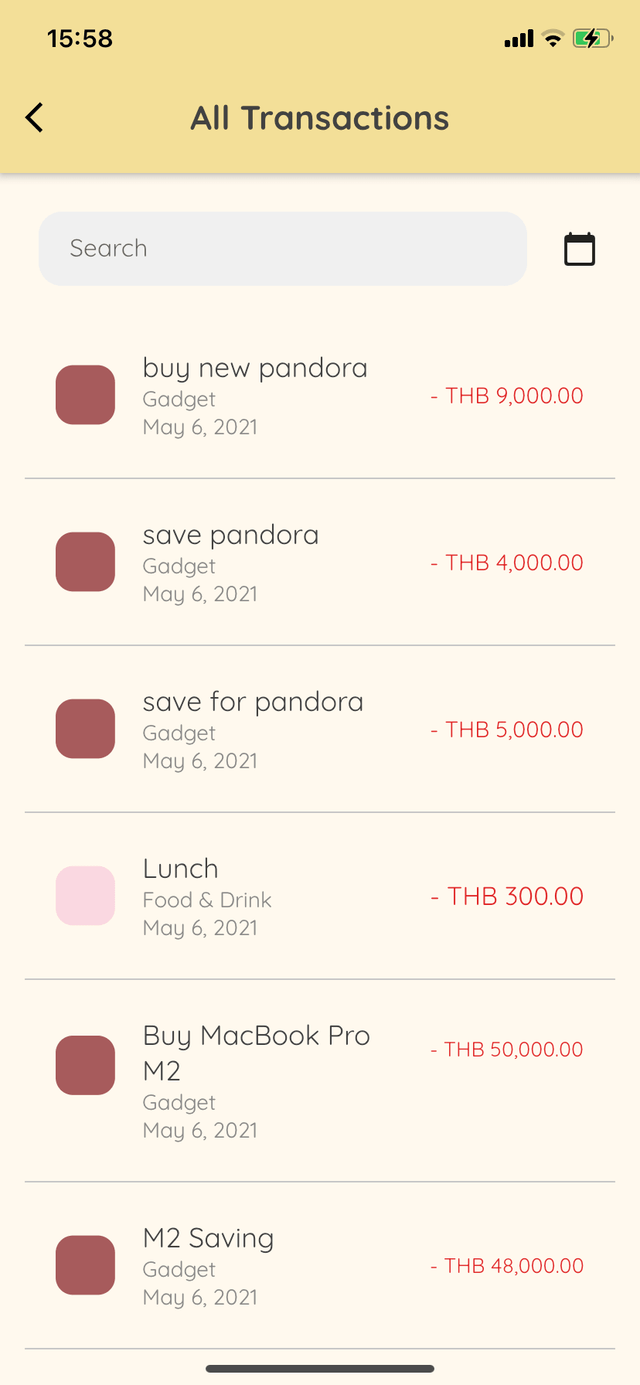 15:58
All Transactions
Search
buy new pandora
Gadget
May 6, 2021
- THB 9,000.00
save pandora
Gadget
May 6, 2021
- THB 4,000.00
save for pandora
Gadget
May 6, 2021
- THB 5,000.00
Lunch
Food & Drink
May 6, 2021
- THB 300.00
Buy MacBook Pro
M2
Gadget
May 6, 2021
- THB 50,000.00
M2 Saving
Gadget
May 6, 2021
- THB 48,000.00